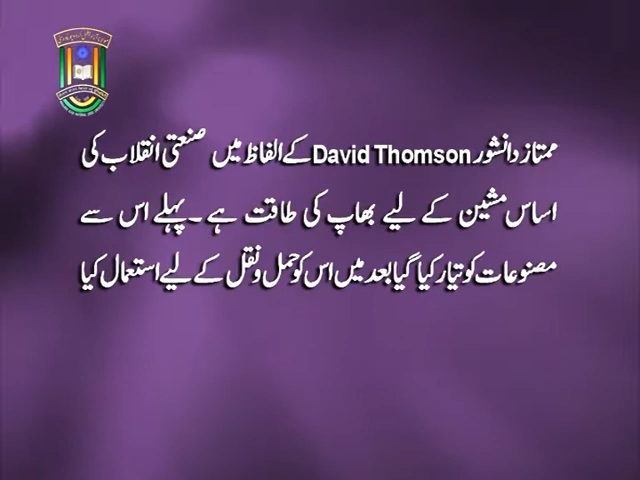 ممتاز دانشور David Thomson کے الفاظ میں صنعتی انقلاب کی
اساس مشین کے لیے بھاپ کی طاقت ہے ۔ پہلے اس سے
مصنوعات کو تیار کیا گیا بعد میں اس کو حمل و نقل کے لیے استعمال کیا